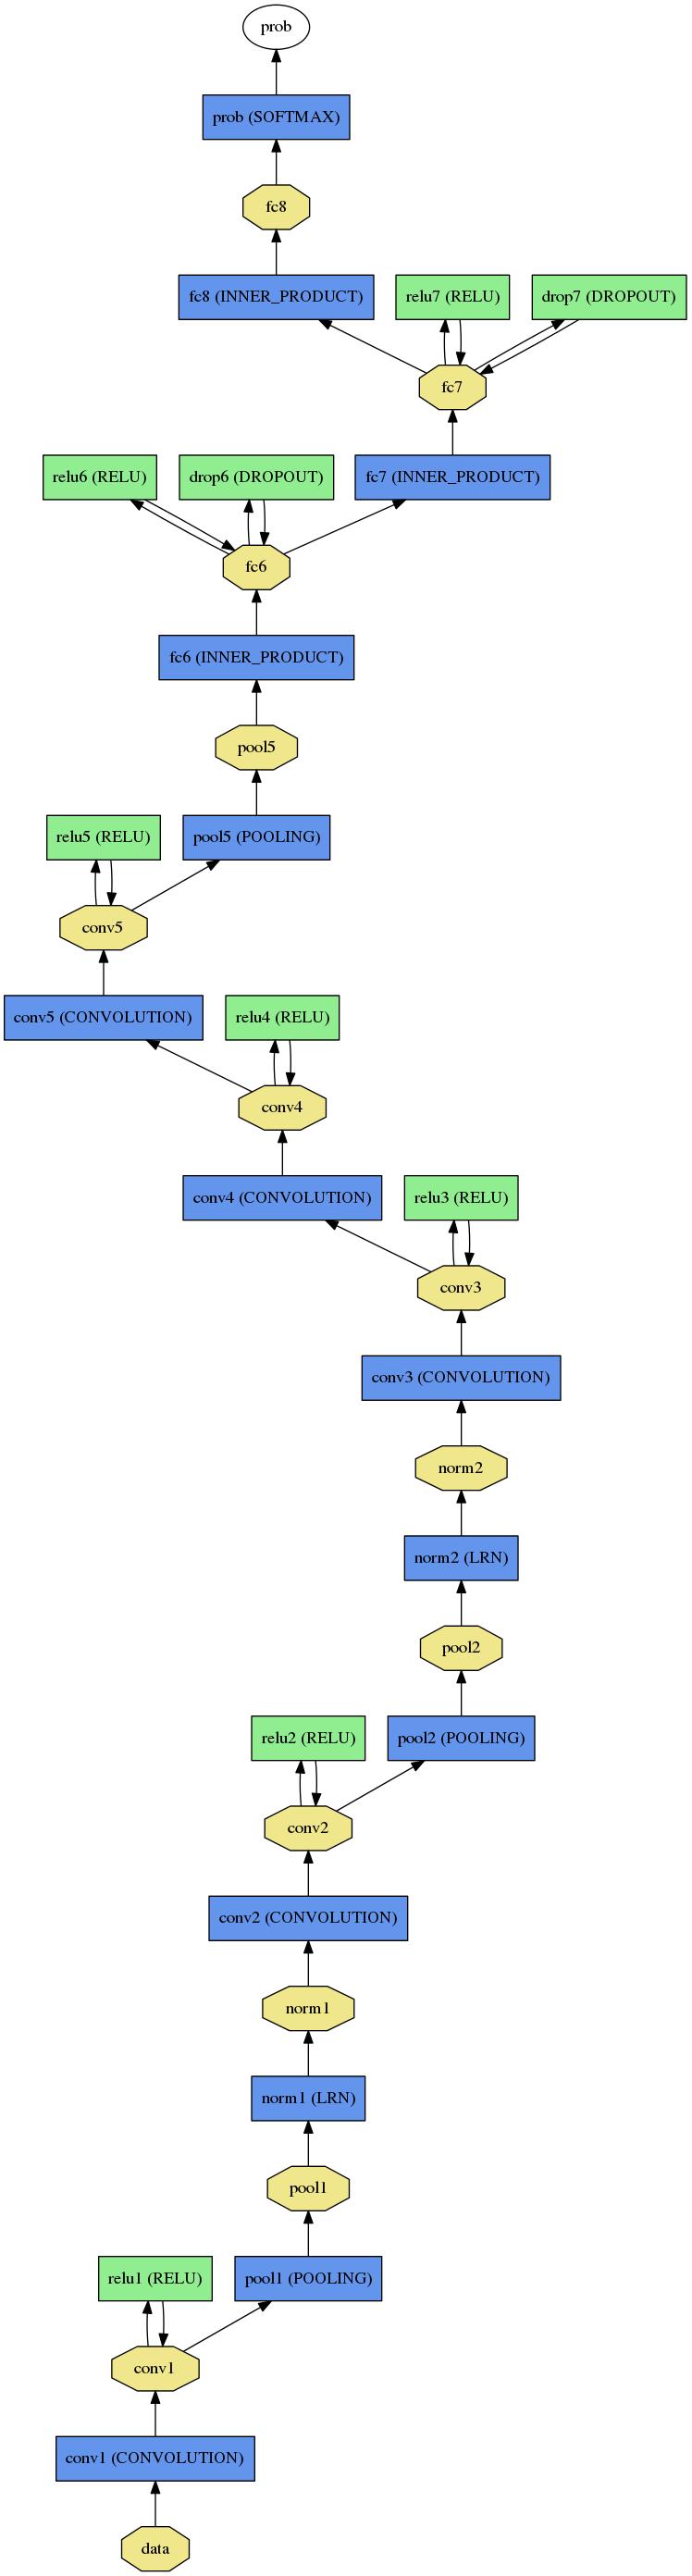 prob
prob (SOFTMAX)
fc8
fc8 (INNER_PRODUCT)
relu7 (RELU)
drop7 (DROPOUT)
fc7
relu6 (RELU)
drop6 (DROPOUT)
fc7 (INNER_PRODUCT)
fc6
fc6 (INNER_PRODUCT)
pool5
relu5 (RELU)
pool5 (POOLING)
conv5
conv5 (CONVOLUTION)
relu4 (RELU)
conv4
conv4 (CONVOLUTION)
relu3 (RELU)
conv3
conv3 (CONVOLUTION)
norm2
norm2 (LRN)
pool2
relu2 (RELU)
pool2 (POOLING)
conv2
conv2 (CONVOLUTION)
norm1
norm1 (LRN)
pool1
relu1 (RELU)
pool1 (POOLING)
conv1
conv1 (CONVOLUTION)
data